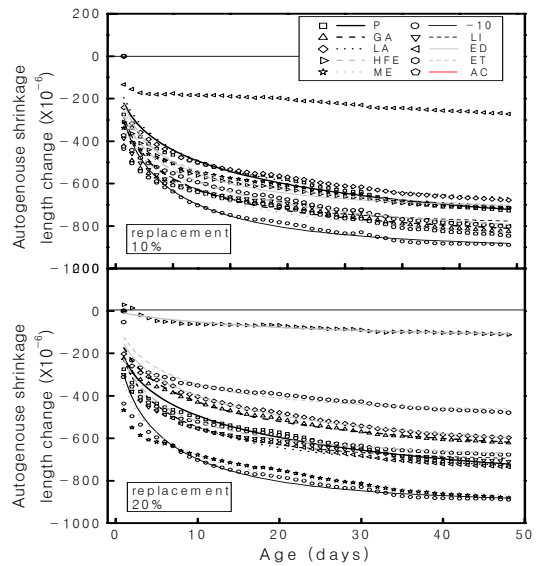 200
0
-200
-400
-600
-800
Autogenouse shrinkage
length change (X10⁻⁶)
P
GA
LA
HFE
ME
-10
LI
ED
ET
AC
replacement
10%
0
-200
-400
-600
-800
-1000
Autogenouse shrinkage
length change (X10⁻⁶)
replacement
20%
0 10 20 30 40 50
Age (days)